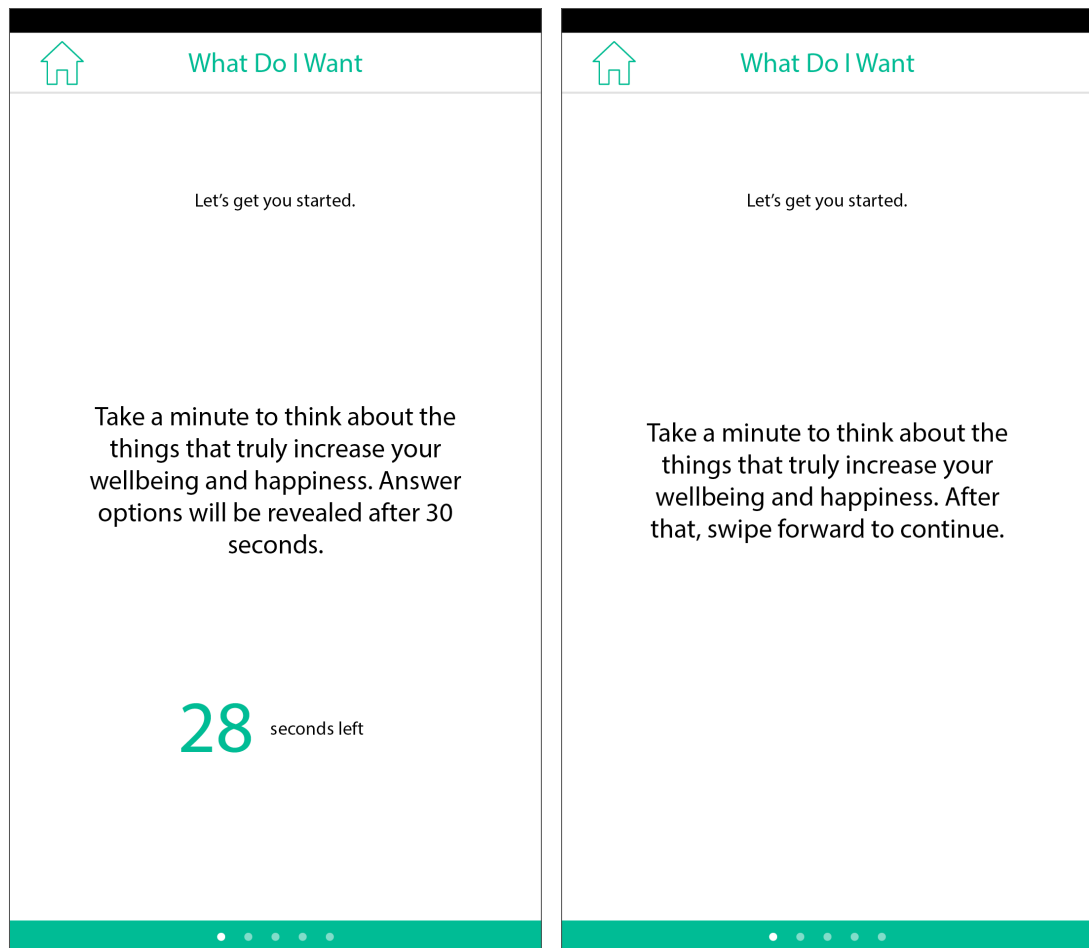 What Do I Want
Let's get you started.
Take a minute to think about the
things that truly increase your
wellbeing and happiness. Answer
options will be revealed after 30
seconds.
28 seconds left
What Do I Want
Let's get you started.
Take a minute to think about the
things that truly increase your
wellbeing and happiness. After
that, swipe forward to continue.